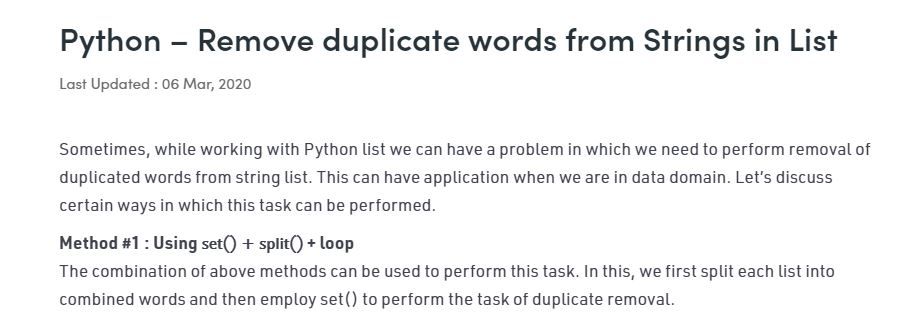 Python – Remove duplicate words from Strings in List
Last Updated : 06 Mar, 2020
Sometimes, while working with Python list we can have a problem in which we need to perform removal of
duplicated words from string list. This can have application when we are in data domain. Let’s discuss
certain ways in which this task can be performed.
Method #1 : Using set() + split() + loop
The combination of above methods can be used to perform this task. In this, we first split each list into
combined words and then employ set() to perform the task of duplicate removal.